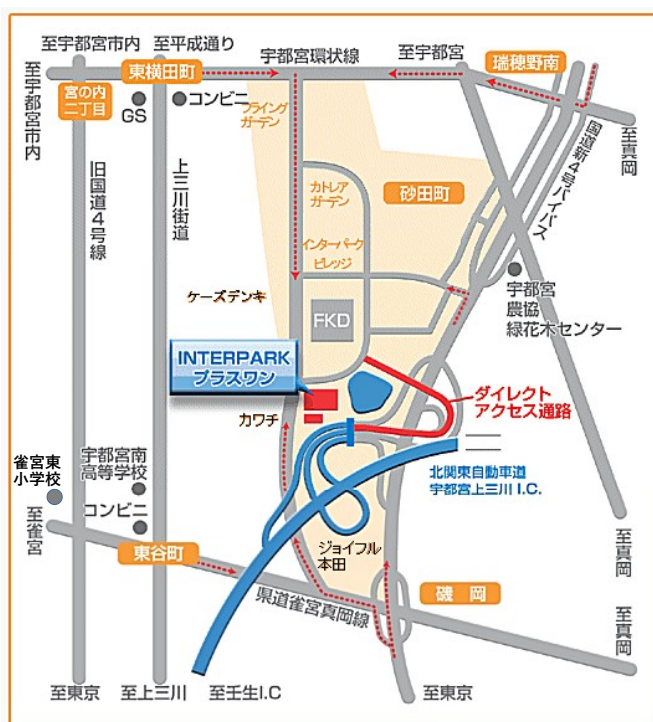 至宇都宮市内
至平成通り
宇都宮環状線
至宇都宮
瑞穂野南
至宇都宮市内
東横田町
宮の内
二丁目
GS
コンビニ
フライング
ガーデン
至真岡
国道新4号バイパス
旧国道4号線
上三川街道
カトレア
ガーデン
砂田町
インターパーク
ビレッジ
宇都宮
農協
緑花木センター
ケーズデンキ
FKD
INTERPARK
プラスワン
ダイレクト
アクセス通路
カワチ
雀宮東
小学校
宇都宮南
高等学校
北関東自動車道
宇都宮上三川 I.C.
コンビニ
至雀宮
東谷町
ジョイフル
本田
至真岡
県道雀宮真岡線
磯岡
至真岡
至東京
至上三川
至壬生I.C
至東京